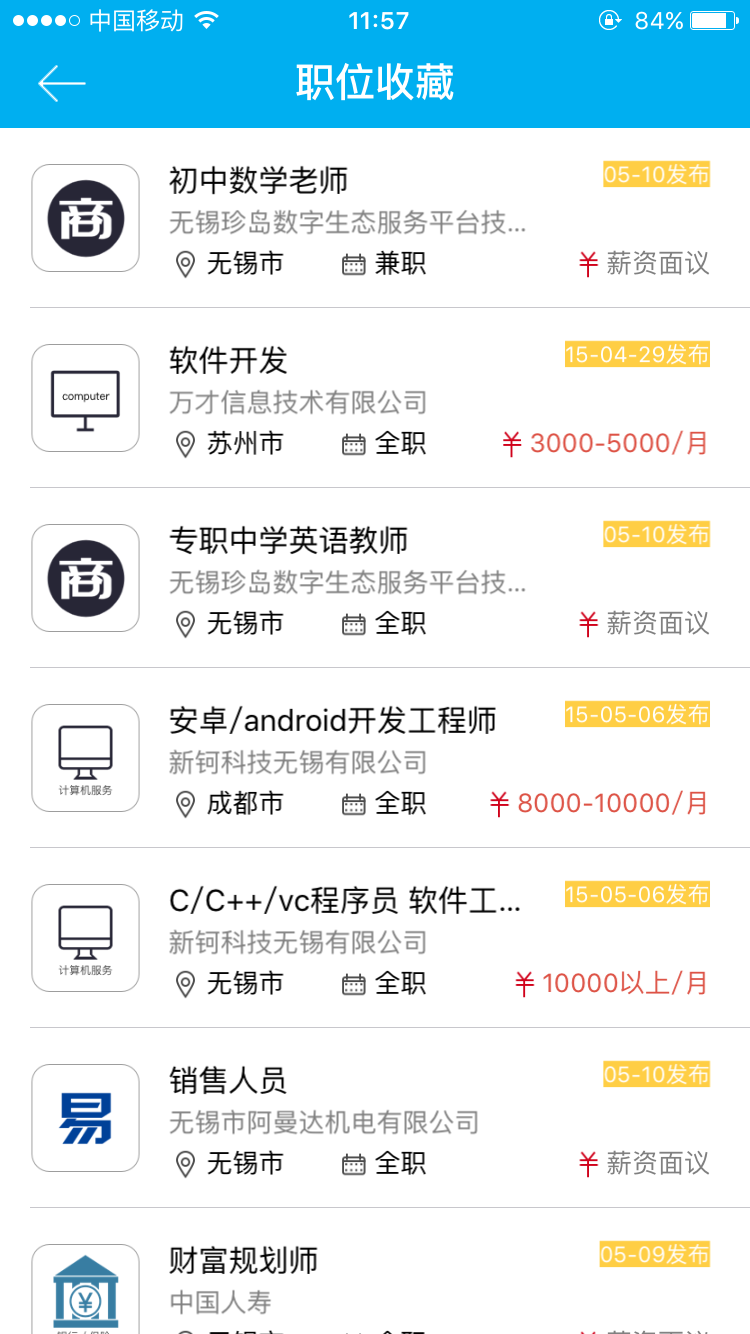 中国移动 11:57 84%
职位收藏
商 初中数学老师 05-10发布
无锡珍岛数字生态服务平台技...
无锡市 兼职 ¥ 薪资面议
软件开发 15-04-29发布
computer 万才信息技术有限公司
苏州市 全职 ¥ 3000-5000/月
商 专职中学英语教师 05-10发布
无锡珍岛数字生态服务平台技...
无锡市 全职 ¥ 薪资面议
安卓/android开发工程师 15-05-06发布
新钶科技无锡有限公司
计算机服务 成都市 全职 ¥ 8000-10000/月
C/C++/vc程序员 软件工... 15-05-06发布
新钶科技无锡有限公司
计算机服务 无锡市 全职 ¥ 10000以上/月
易 销售人员 05-10发布
无锡市阿曼达机电有限公司
无锡市 全职 ¥ 薪资面议
财富规划师 05-09发布
¥ 中国人寿